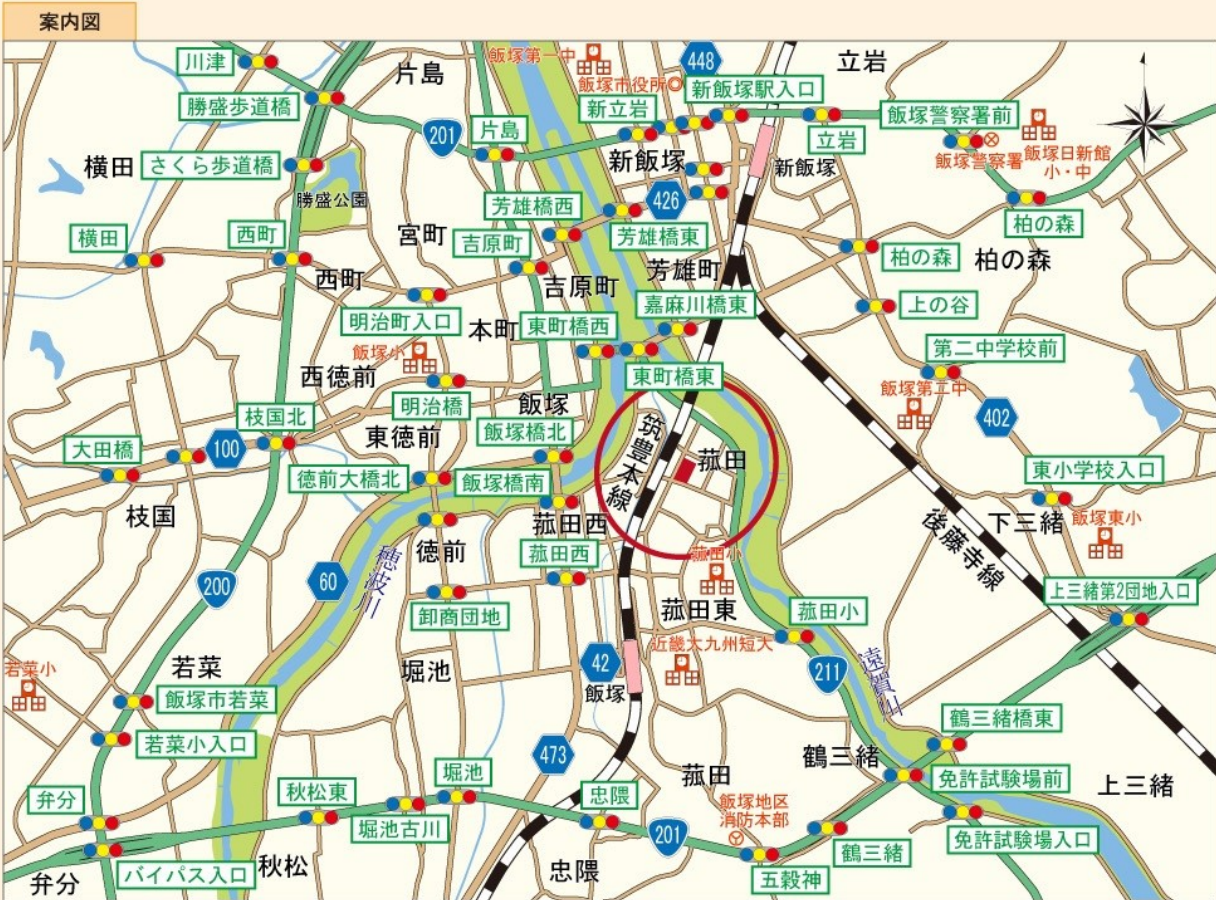 案内図
川津
片島
飯塚第一中
448
立岩
飯塚市役所
新飯塚駅入口
勝盛歩道橋
新立岩
飯塚警察署前
201
片島
立岩
横田
さくら歩道橋
新飯塚
新飯塚
飯塚警察署
飯塚日新館
小・中
勝盛公園
芳雄橋西
426
柏の森
横田
西町
宮町
吉原町
芳雄橋東
柏の森
柏の森
西町
吉原町
芳雄町
嘉麻川橋東
上の谷
明治町入口
本町
東町橋西
第二中学校前
飯塚小
西徳前
東町橋東
飯塚第二中
明治橋
飯塚
402
枝国北
筑豊本線
大田橋
100
東徳前
飯塚橋北
菰田
東小学校入口
徳前大橋北
飯塚橋南
枝国
菰田西
下三緒
飯塚東小
後藤寺線
徳前
菰田西
菰田小
穂波川
200
60
上三緒第2団地入口
卸商団地
菰田東
菰田小
近畿大九州短大
若菜小
若菜
堀池
42
飯塚
211
遠賀川
飯塚市若菜
鶴三緒橋東
若菜小入口
473
鶴三緒
堀池
菰田
免許試験場前
上三緒
弁分
秋松東
忠隈
飯塚地区
消防本部
堀池古川
201
免許試験場入口
鶴三緒
バイパス入口
秋松
忠隈
五穀神
弁分